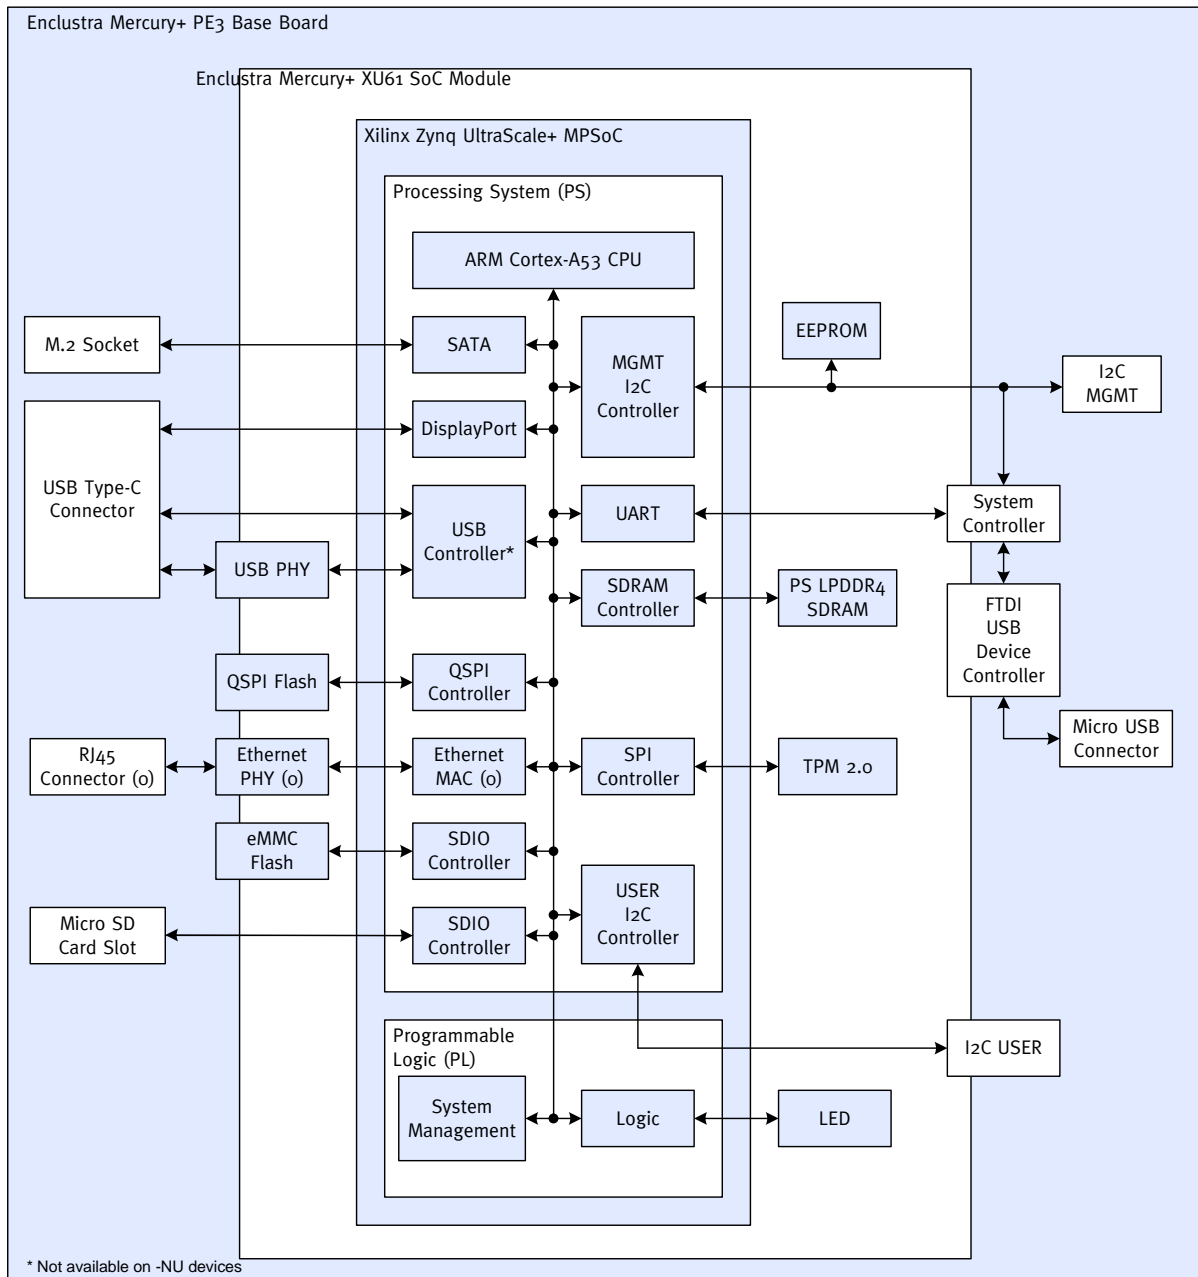 Enclustra Mercury+ PE3 Base Board
Enclustra Mercury+ XU61 SoC Module
Xilinx Zynq UltraScale+ MPSoC
Processing System (PS)
ARM Cortex-A53 CPU
M.2 Socket
SATA
MGMT
I2C
Controller
EEPROM
I2C
MGMT
DisplayPort
USB Type-C
Connector
USB
Controller*
USB PHY
UART
System
Controller
SDRAM
Controller
PS LPDDR4
SDRAM
FTDI
USB
Device
Controller
QSPI Flash
QSPI
Controller
Micro USB
Connector
RJ45
Connector (0)
Ethernet
PHY (0)
Ethernet
MAC (0)
SPI
Controller
TPM 2.0
eMMC
Flash
SDIO
Controller
USER
I2C
Controller
Micro SD
Card Slot
SDIO
Controller
Programmable
Logic (PL)
I2C USER
System
Management
Logic
LED
* Not available on -NU devices